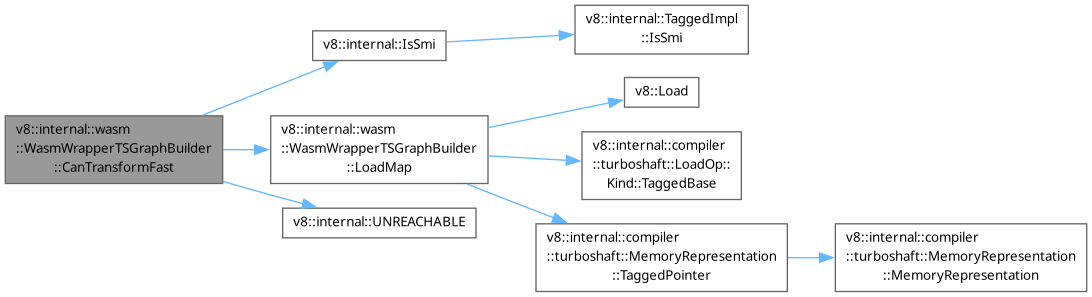 v8::internal::wasm
::WasmWrapperTSGraphBuilder
::CanTransformFast
v8::internal::IsSmi
v8::internal::TaggedImpl
::IsSmi
v8::internal::wasm
::WasmWrapperTSGraphBuilder
::LoadMap
v8::Load
v8::internal::compiler
::turboshaft::LoadOp::
Kind::TaggedBase
v8::internal::UNREACHABLE
v8::internal::compiler
::turboshaft::MemoryRepresentation
::TaggedPointer
v8::internal::compiler
::turboshaft::MemoryRepresentation
::MemoryRepresentation